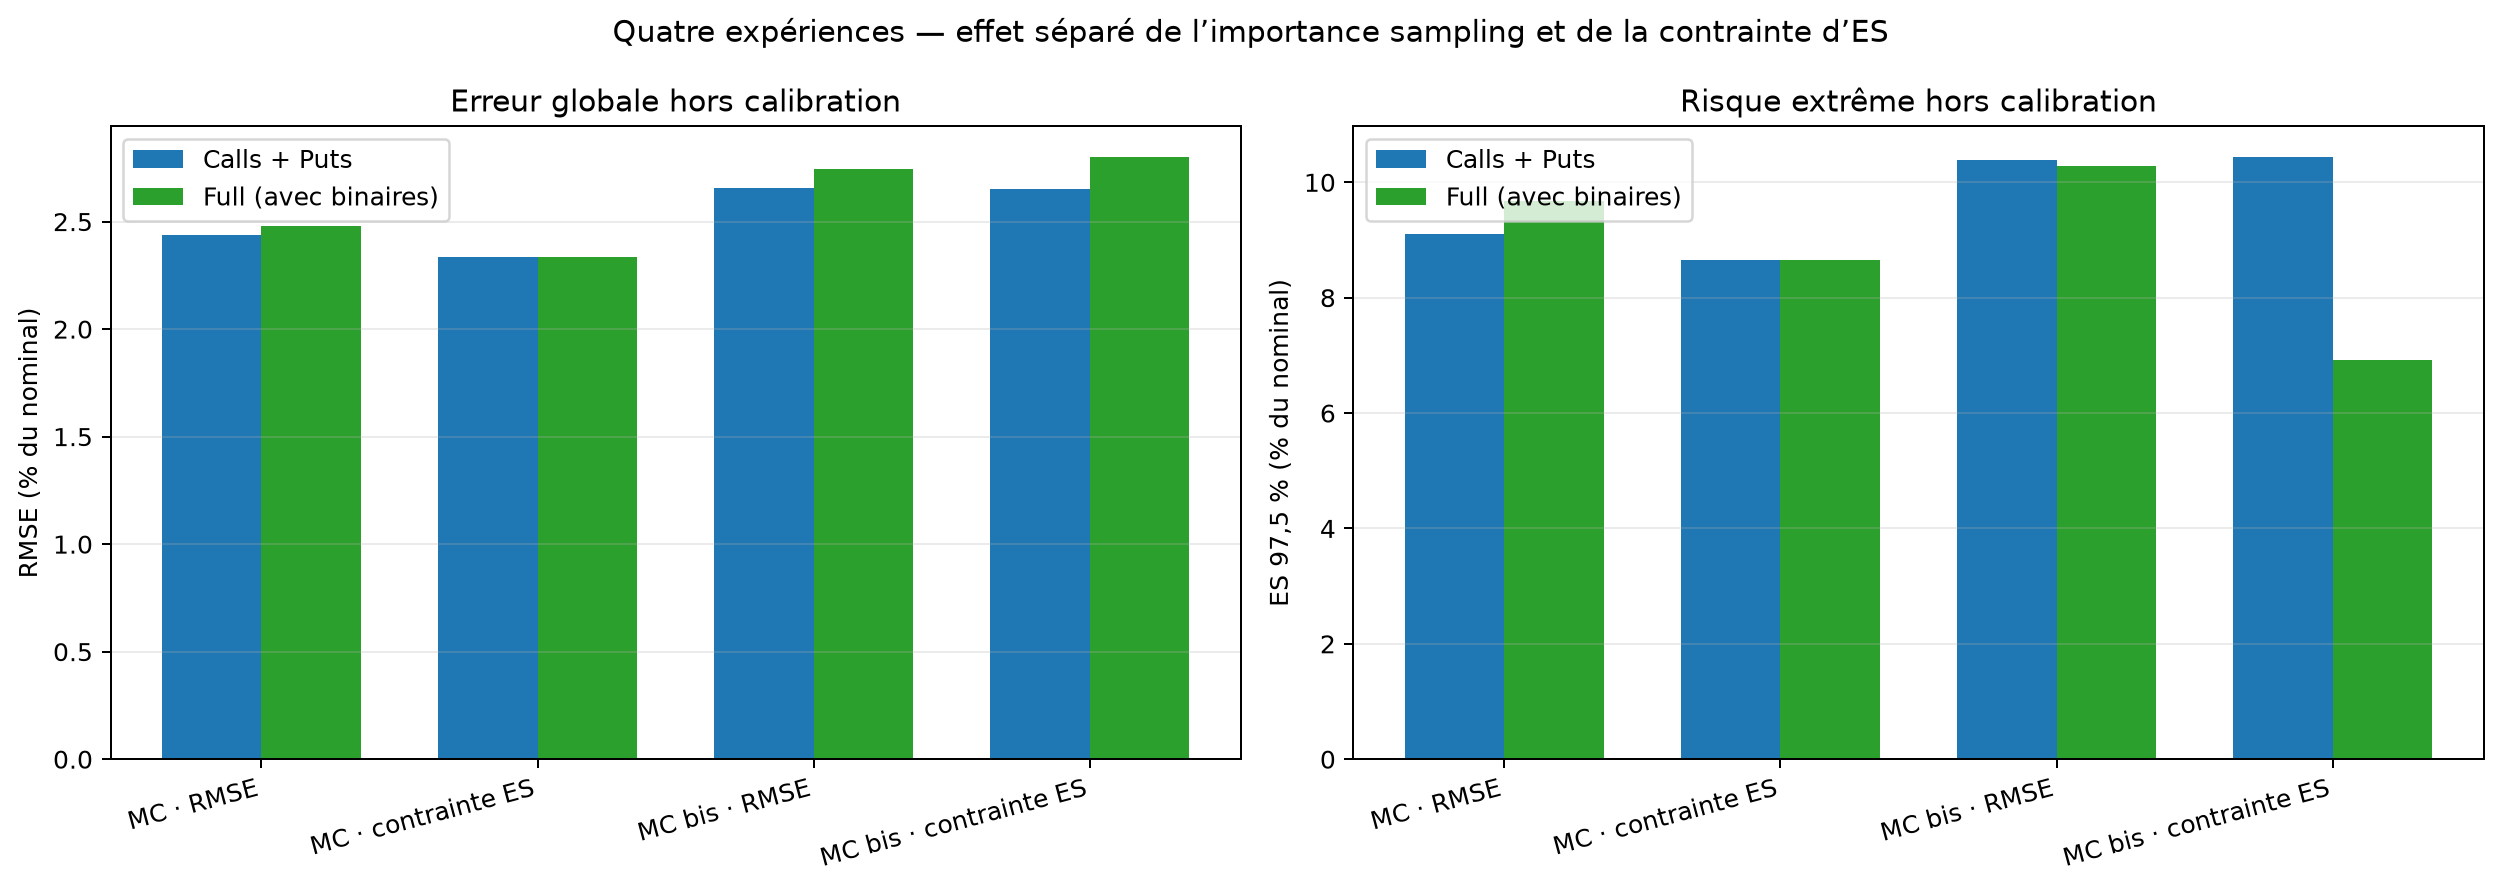 Quatre expériences — effet séparé de l’importance sampling et de la contrainte d’ES
Erreur globale hors calibration
Calls + Puts
Full (avec binaires)
RMSE (% du nominal)
2.5
2.0
1.5
1.0
0.5
0.0
MC · RMSE
MC · contrainte ES
MC bis · RMSE
MC bis · contrainte ES
Risque extrême hors calibration
Calls + Puts
Full (avec binaires)
ES 97,5 % (% du nominal)
10
8
6
4
2
0
MC · RMSE
MC · contrainte ES
MC bis · RMSE
MC bis · contrainte ES